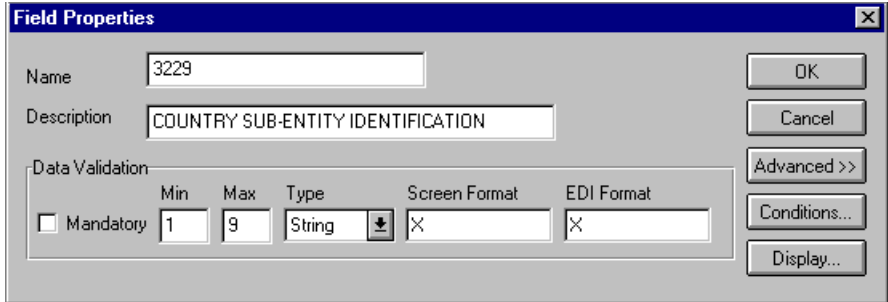 Field Properties
Name 3229 OK
Description COUNTRY SUB-ENTITY IDENTIFICATION Cancel
Data Validation Advanced >>
Min Max Type Screen Format EDI Format
Mandatory 1 9 String X X Conditions...
Display...